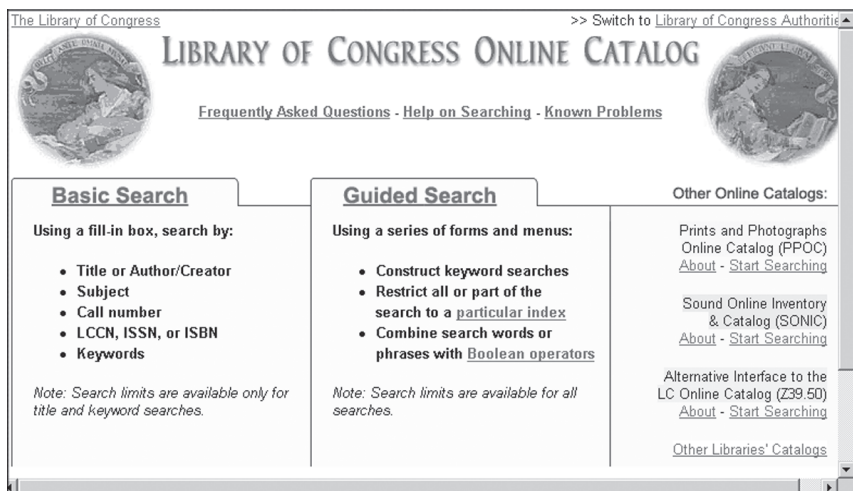 The Library of Congress
>> Switch to Library of Congress Authoritie
LIBRARY OF CONGRESS ONLINE CATALOG
Frequently Asked Questions - Help on Searching - Known Problems
Basic Search
Using a fill-in box, search by:
• Title or Author/Creator
• Subject
• Call number
• LCCN, ISSN, or ISBN
• Keywords
Note: Search limits are available only for
title and keyword searches.
Guided Search
Using a series of forms and menus:
• Construct keyword searches
• Restrict all or part of the
search to a particular index
• Combine search words or
phrases with Boolean operators
Note: Search limits are available for all
searches.
Other Online Catalogs:
Prints and Photographs
Online Catalog (PPOC)
About - Start Searching
Sound Online Inventory
& Catalog (SONIC)
About - Start Searching
Alternative Interface to the
LC Online Catalog (Z39.50)
About - Start Searching
Other Libraries' Catalogs